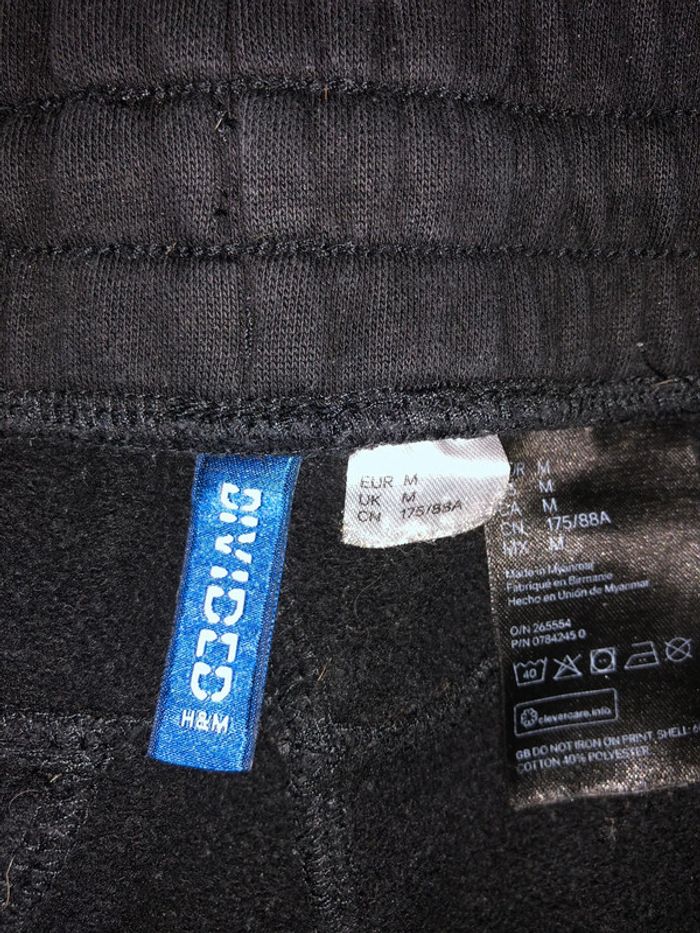 DIVIDED
H&M
EUR M
UK M
CN 175/88A
M
M
CA M
CN 175/88A
MX M
Made in Myanmar
Fabriqué en Birmanie
Hecho en Unión de Myanmar
O/N 265554
P/N 0784245 0
40
clevercare.info
GB DO NOT IRON ON PRINT SHELL:
COTTON 40% POLYESTER